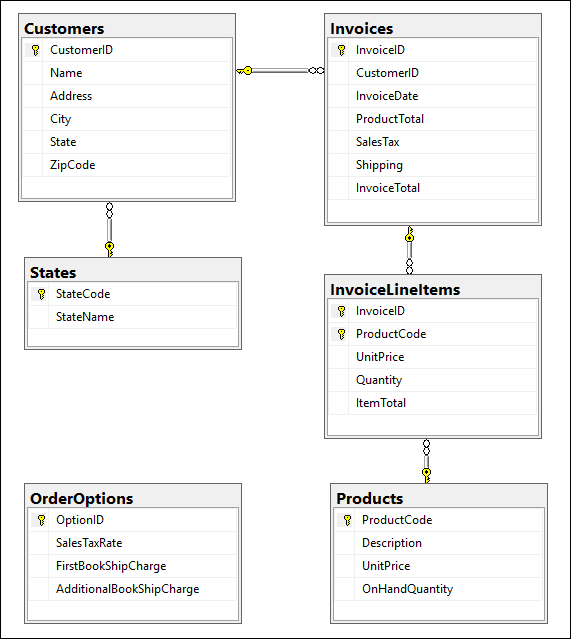 Customers
CustomerID
Name
Address
City
State
ZipCode
Invoices
InvoiceID
CustomerID
InvoiceDate
ProductTotal
SalesTax
Shipping
InvoiceTotal
States
StateCode
StateName
InvoiceLineItems
InvoiceID
ProductCode
UnitPrice
Quantity
ItemTotal
OrderOptions
OptionID
SalesTaxRate
FirstBookShipCharge
AdditionalBookShipCharge
Products
ProductCode
Description
UnitPrice
OnHandQuantity